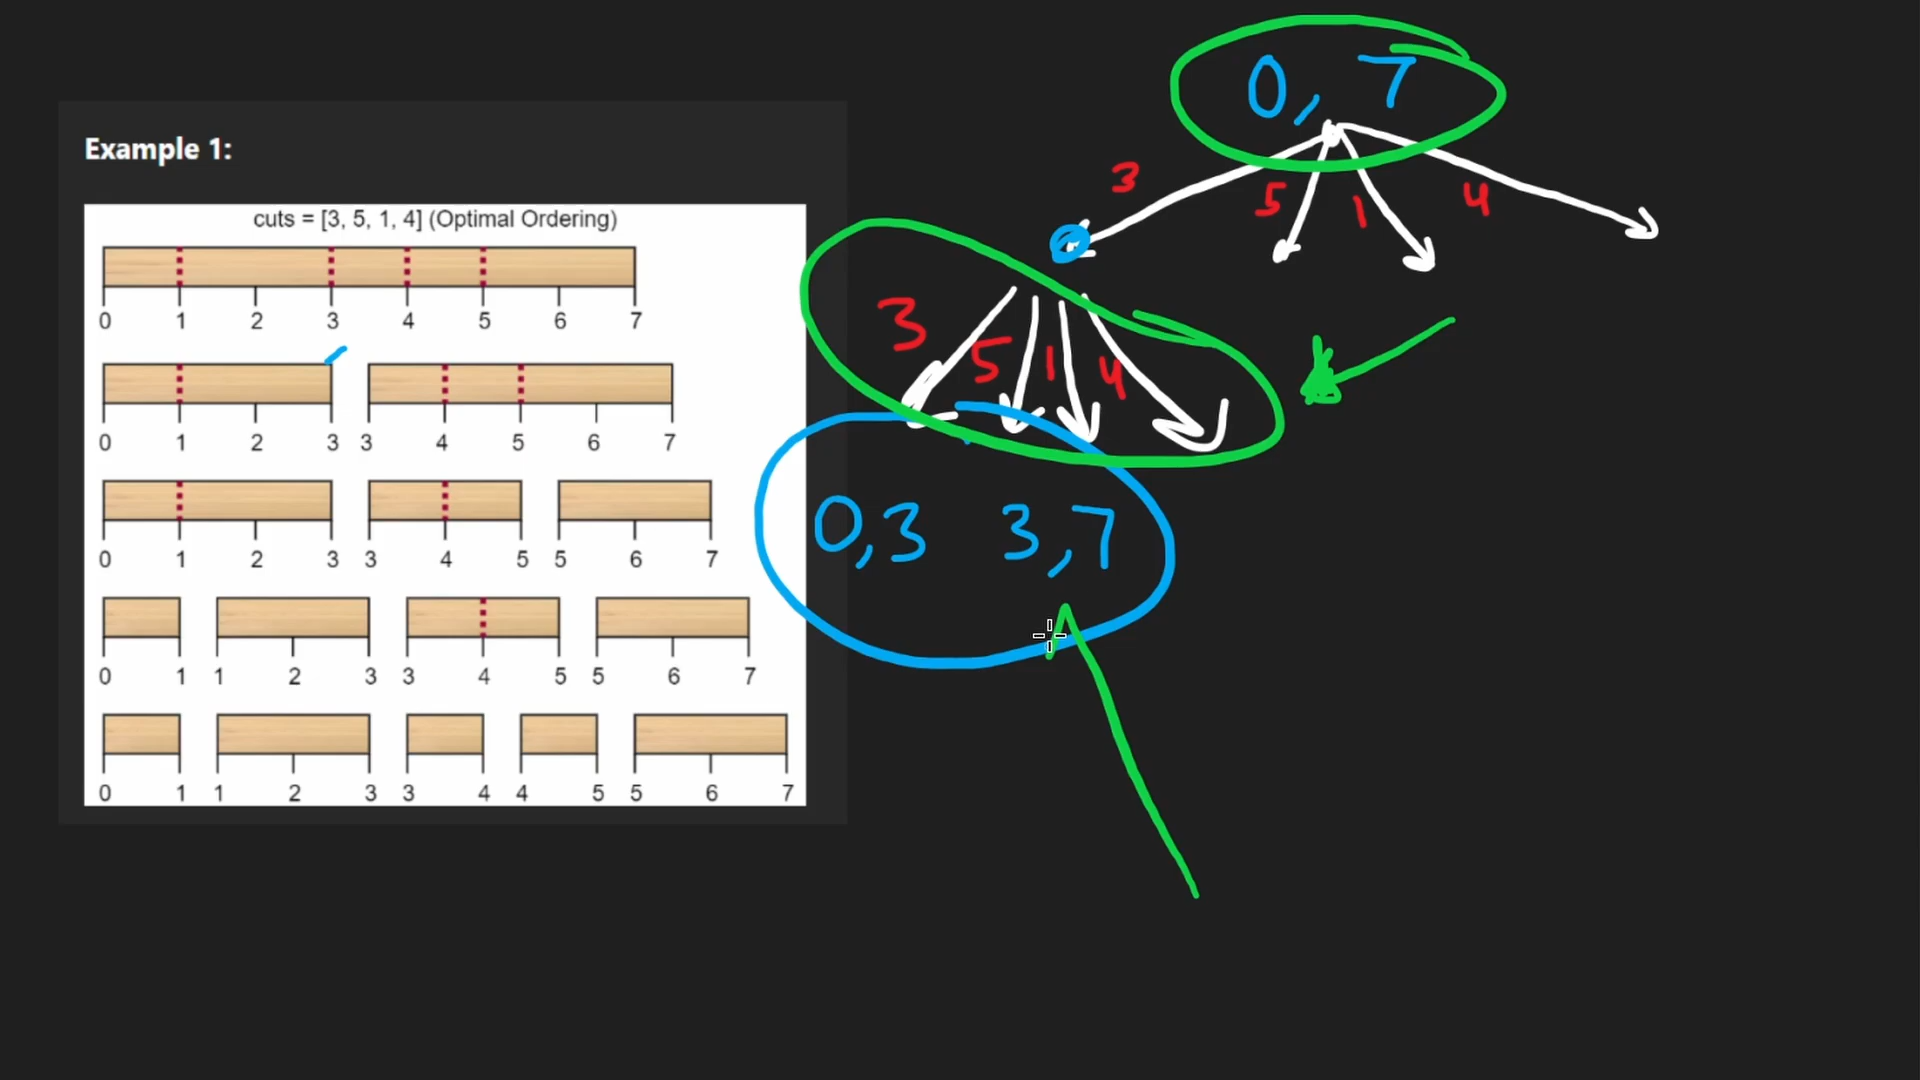 Example 1:
cuts = [3, 5, 1, 4] (Optimal Ordering)
0 1 2 3 4 5 6 7
0 1 2 3 3 4 5 6 7
0 1 2 3 3 4 5 5 6 7
0 1 1 2 3 3 4 5 5 6 7
0 1 1 2 3 3 4 4 5 5 6 7
0, 7
3 5 1 4
3 5 1 4
0,3 3,7